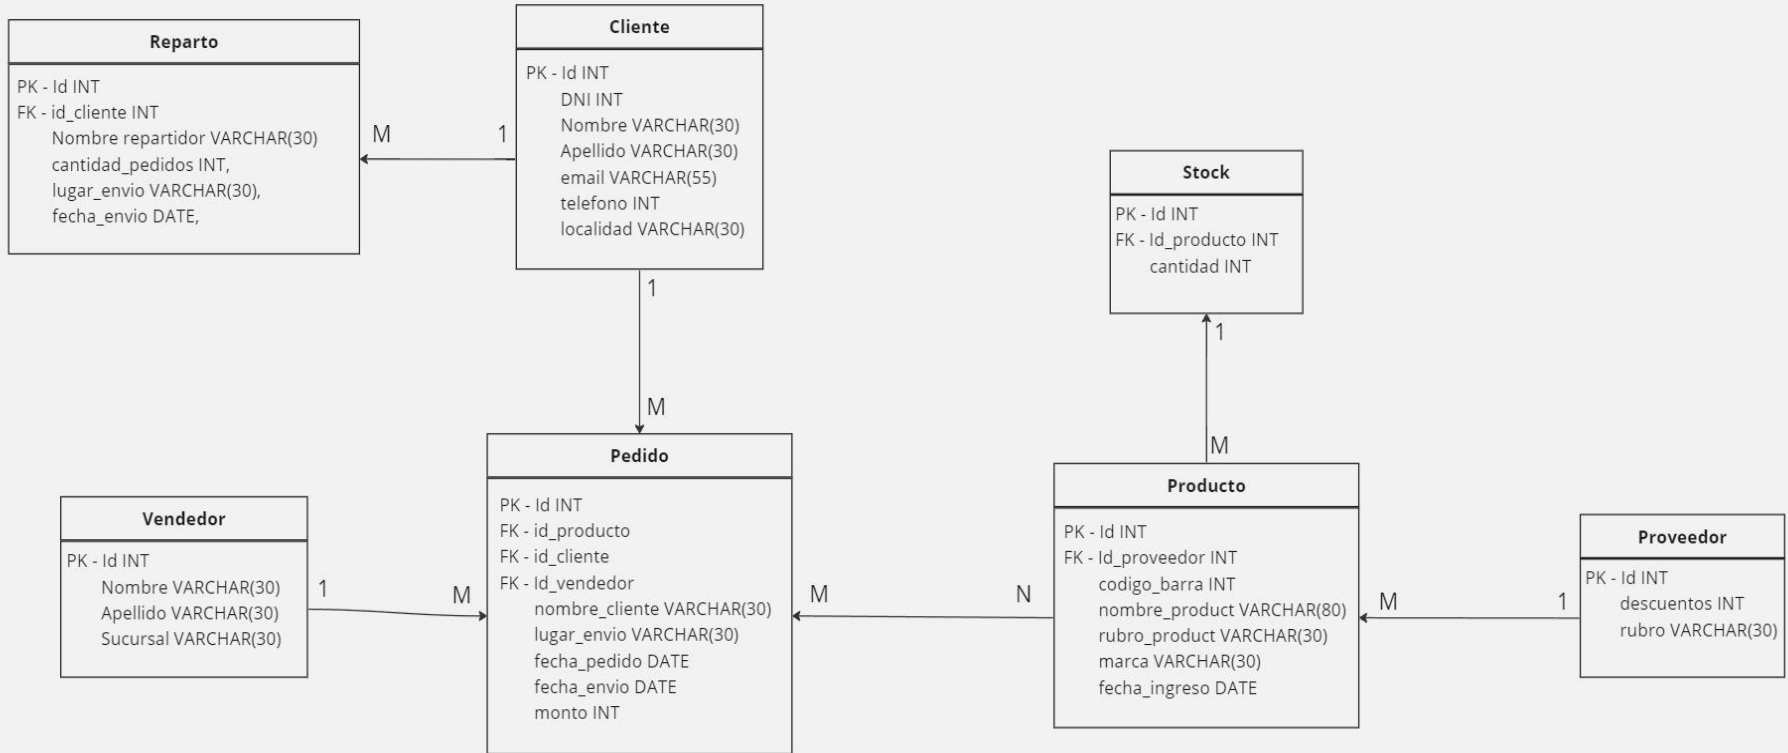 Reparto
PK - Id INT
FK - id_cliente INT
Nombre repartidor VARCHAR(30)
cantidad_pedidos INT,
lugar_envio VARCHAR(30),
fecha_envio DATE,
M
1
Cliente
PK - Id INT
DNI INT
Nombre VARCHAR(30)
Apellido VARCHAR(30)
email VARCHAR(55)
telefono INT
localidad VARCHAR(30)
1
M
Stock
PK - Id INT
FK - Id_producto INT
cantidad INT
1
M
Vendedor
PK - Id INT
Nombre VARCHAR(30)
Apellido VARCHAR(30)
Sucursal VARCHAR(30)
1
M
Pedido
PK - Id INT
FK - id_producto
FK - id_cliente
FK - Id_vendedor
nombre_cliente VARCHAR(30)
lugar_envio VARCHAR(30)
fecha_pedido DATE
fecha_envio DATE
monto INT
M
N
Producto
PK - Id INT
FK - Id_proveedor INT
codigo_barra INT
nombre_product VARCHAR(80)
rubro_product VARCHAR(30)
marca VARCHAR(30)
fecha_ingreso DATE
M
1
Proveedor
PK - Id INT
descuentos INT
rubro VARCHAR(30)